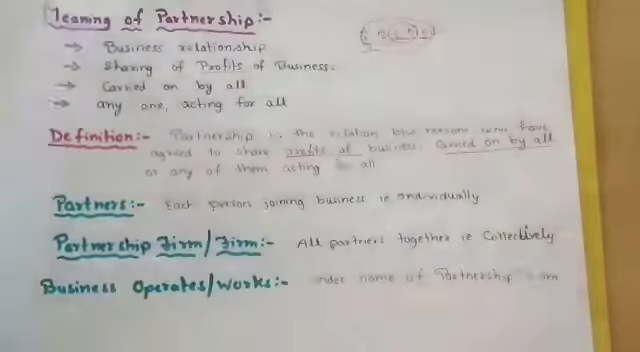 Meaning of Partnership:-
→ Business relationship
→ Sharing of Profits of Business.
→ Carried on by all
→ any one, acting for all
Definition:- Partnership is the relation btw persons who have
agreed to share profits of business carried on by all
or any of them acting for all
Partners:- Each person joining business ie individually
Partnership Firm/Firm:- All partners together ie Collectively
Business Operates/Works:- under name of Partnership